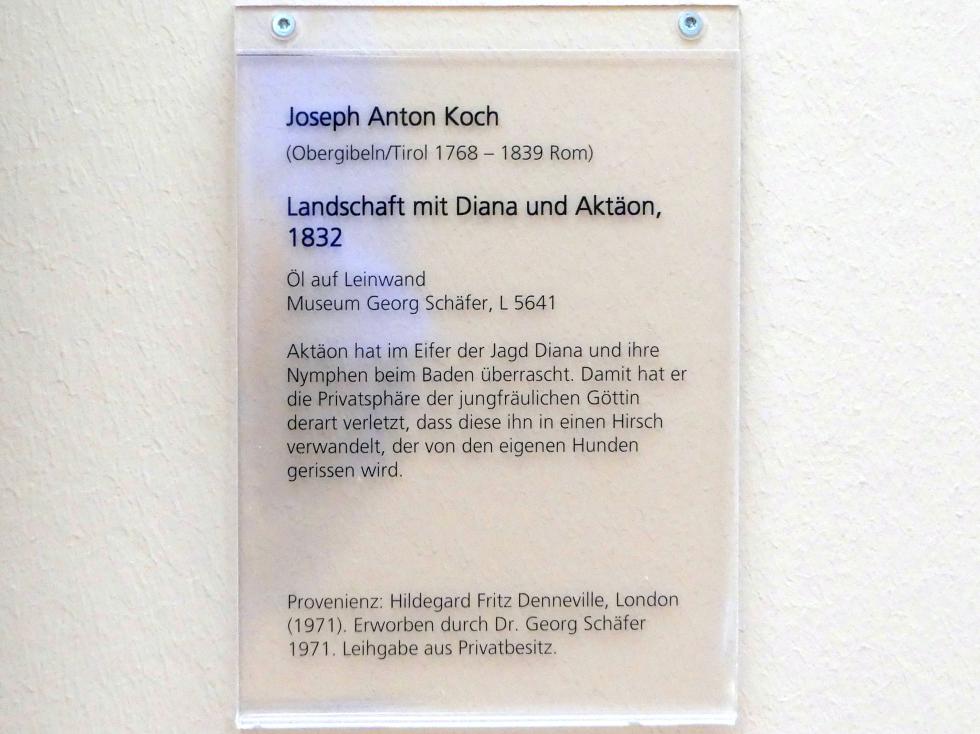 Joseph Anton Koch
(Obergibeln/Tirol 1768 – 1839 Rom)
Landschaft mit Diana und Aktäon,
1832
Öl auf Leinwand
Museum Georg Schäfer, L 5641
Aktäon hat im Eifer der Jagd Diana und ihre
Nymphen beim Baden überrascht. Damit hat er
die Privatsphäre der jungfräulichen Göttin
derart verletzt, dass diese ihn in einen Hirsch
verwandelt, der von den eigenen Hunden
gerissen wird.
Provenienz: Hildegard Fritz Denneville, London
(1971). Erworben durch Dr. Georg Schäfer
1971. Leihgabe aus Privatbesitz.